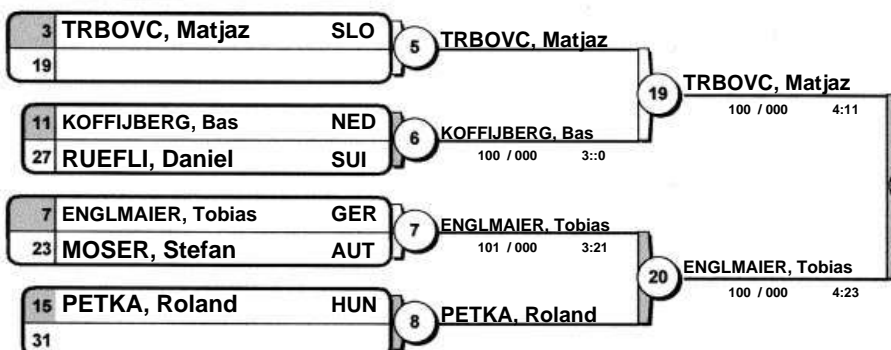 3 TRBOVC, Matjaz SLO
19
5 TRBOVC, Matjaz
11 KOFFIJBERG, Bas NED
27 RUEFLI, Daniel SUI
6 KOFFIJBERG, Bas
100 / 000 3::0
19 TRBOVC, Matjaz
100 / 000 4:11
7 ENGLMAIER, Tobias GER
23 MOSER, Stefan AUT
7 ENGLMAIER, Tobias
101 / 000 3:21
15 PETKA, Roland HUN
31
8 PETKA, Roland
20 ENGLMAIER, Tobias
100 / 000 4:23